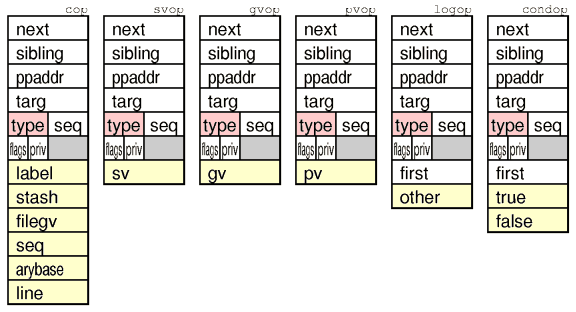 cop svop gvop pvop logop condop
next next next next next next
sibling sibling sibling sibling sibling sibling
ppaddr ppaddr ppaddr ppaddr ppaddr ppaddr
targ targ targ targ targ targ
type seq type seq type seq type seq type seq type seq
flags priv flags priv flags priv flags priv flags priv flags priv
label sv gv pv first first
stash other true
filegv false
seq
arybase
line